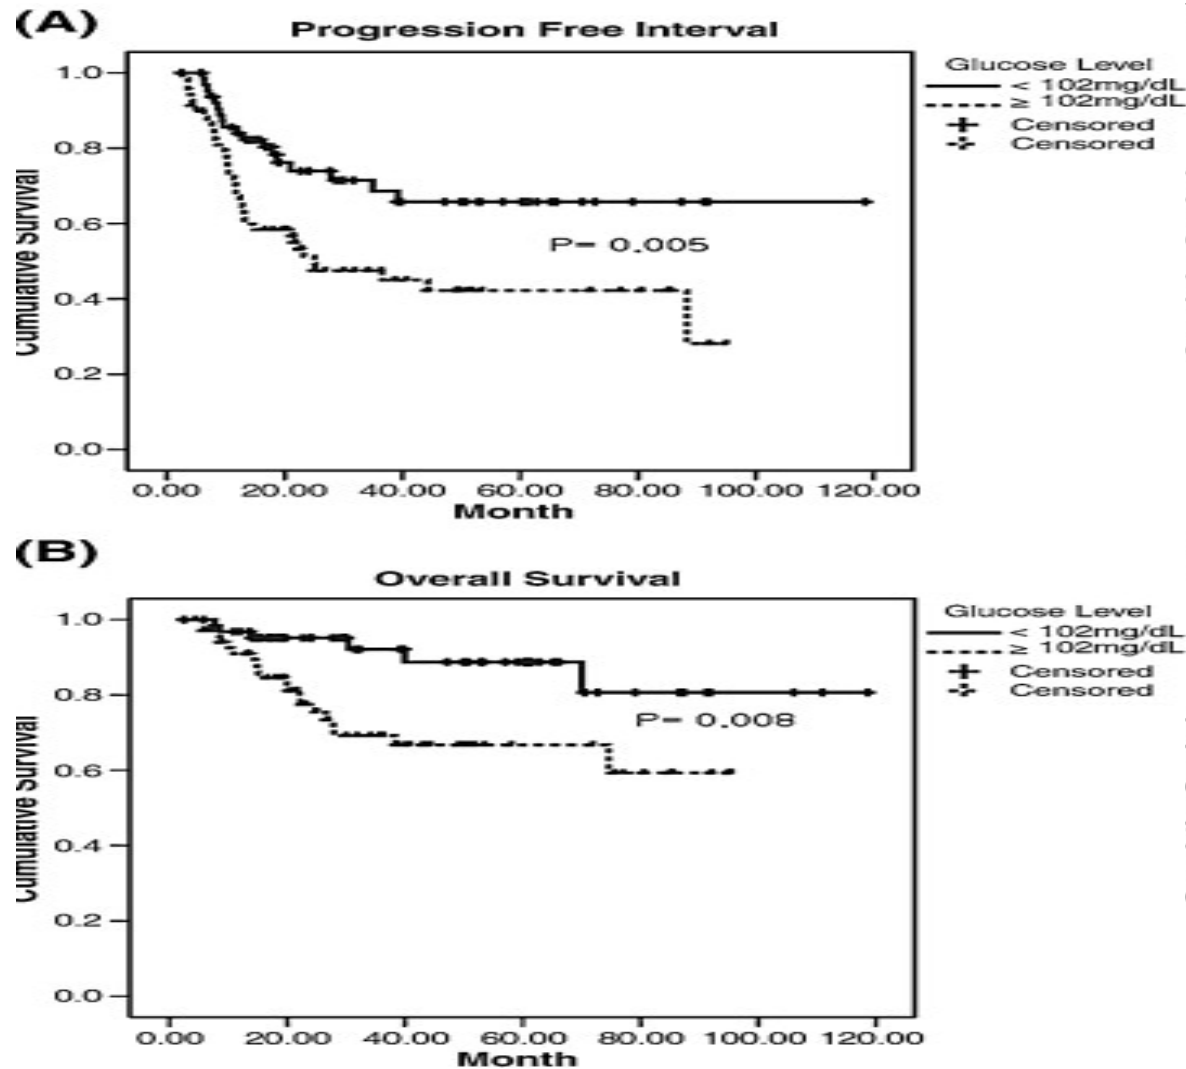 (A)
Progression Free Interval
Glucose Level
< 102mg/dL
≥ 102mg/dL
Censored
Censored
1.0
0.8
0.6
0.4
0.2
0.0
Cumulative Survival
P= 0.005
0.00 20.00 40.00 60.00 80.00 100.00 120.00
Month
(B)
Overall Survival
Glucose Level
< 102mg/dL
≥ 102mg/dL
Censored
Censored
1.0
0.8
0.6
0.4
0.2
0.0
Cumulative Survival
P= 0.008
0.00 20.00 40.00 60.00 80.00 100.00 120.00
Month